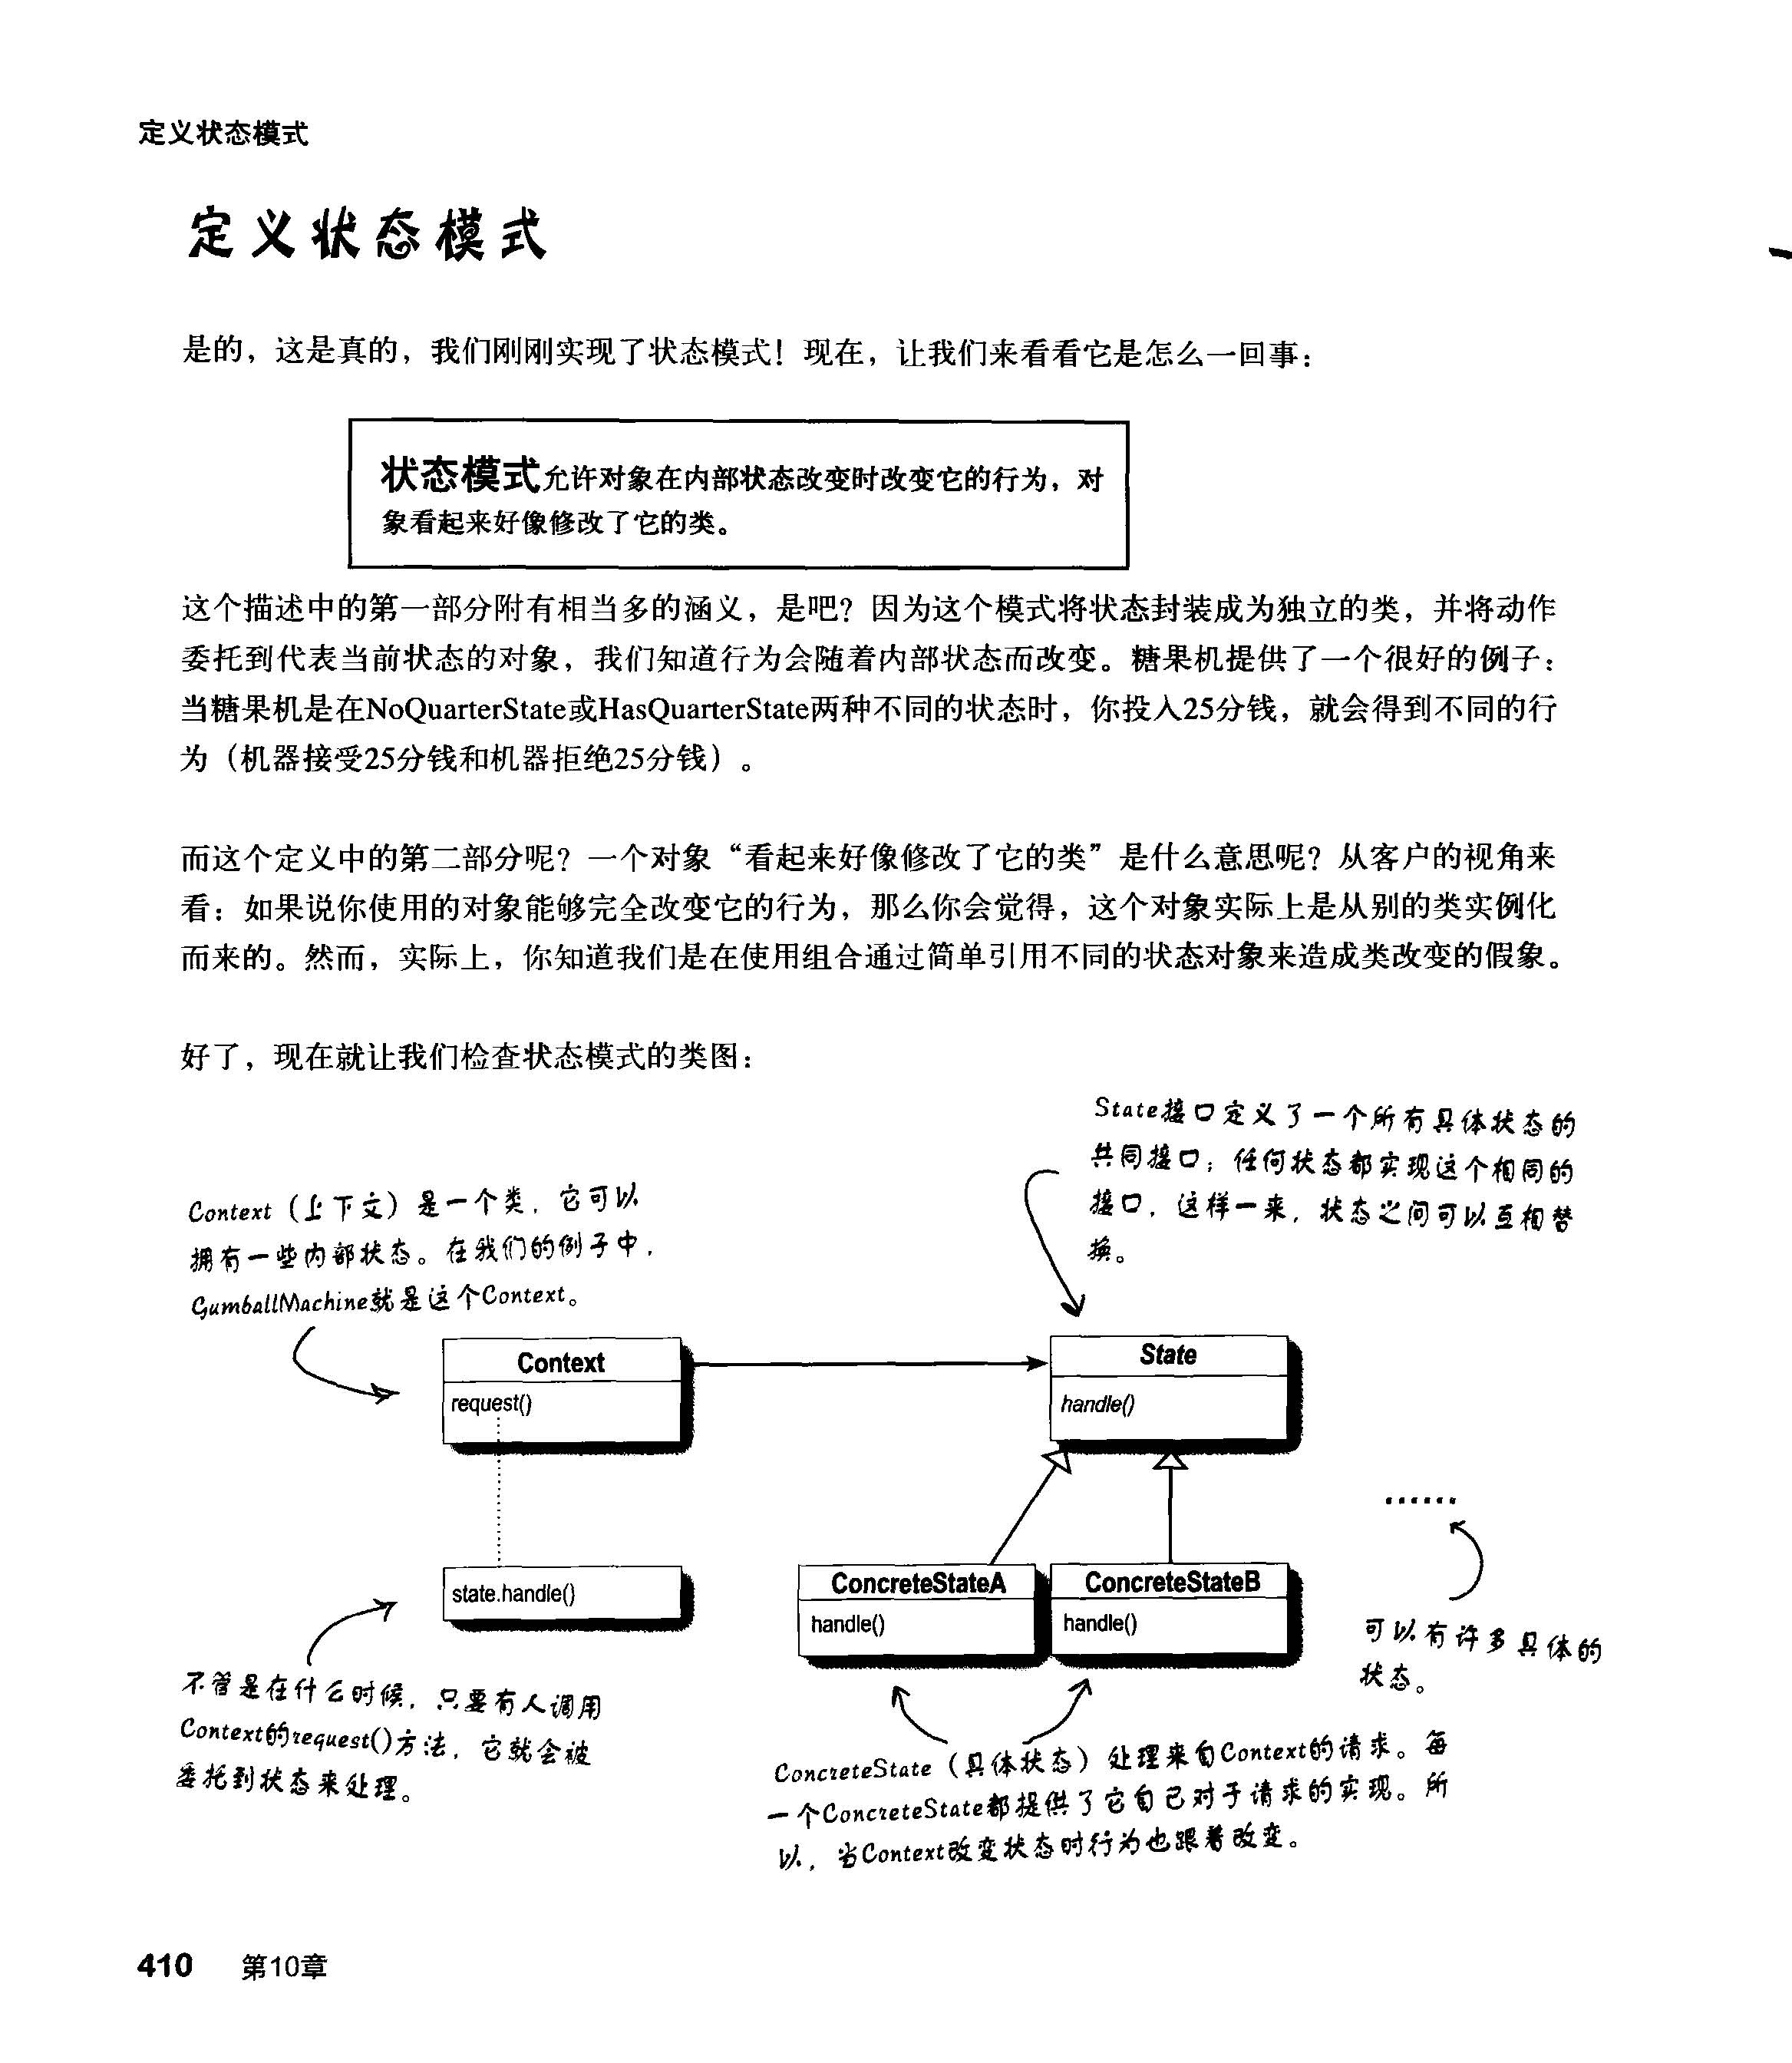 定义状态模式
定义状态模式
是的，这是真的，我们刚刚实现了状态模式！现在，让我们来看看它是怎么一回事：
状态模式允许对象在内部状态改变时改变它的行为，对
象看起来好像修改了它的类。
这个描述中的第一部分附有相当多的涵义，是吧？因为这个模式将状态封装成为独立的类，并将动作
委托到代表当前状态的对象，我们知道行为会随着内部状态而改变。糖果机提供了一个很好的例子：
当糖果机是在NoQuarterState或HasQuarterState两种不同的状态时，你投入25分钱，就会得到不同的行
为（机器接受25分钱和机器拒绝25分钱）。
而这个定义中的第二部分呢？一个对象“看起来好像修改了它的类”是什么意思呢？从客户的视角来
看：如果说你使用的对象能够完全改变它的行为，那么你会觉得，这个对象实际上是从别的类实例化
而来的。然而，实际上，你知道我们是在使用组合通过简单引用不同的状态对象来造成类改变的假象。
好了，现在就让我们检查状态模式的类图：
State接口定义了一个所有具体状态的
共同接口；任何状态都实现这个相同的
接口，这样一来，状态之间可以互相替
换。
Context（上下文）是一个类，它可以
拥有一些内部状态。在我们的例子中，
GumballMachine就是这个Context。
Context
request()
State
handle()
......
state.handle()
ConcreteStateA
handle()
ConcreteStateB
handle()
可以有许多具体的
状态。
不管是在什么时候，只要有人调用
Context的request()方法，它就会被
委托到状态来处理。
ConcreteState（具体状态）处理来自Context的请求。每
一个ConcreteState都提供了它自己对于请求的实现。所
以，当Context改变状态时行为也跟着改变。
410 第10章